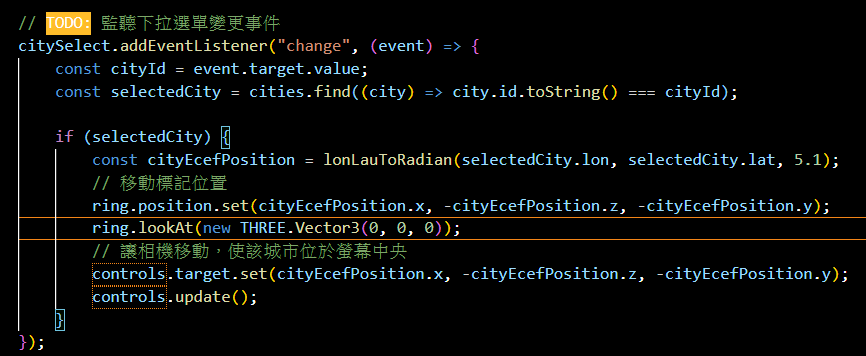 // TODO: 監聽下拉選單變更事件
citySelect.addEventListener("change", (event) => {
    const cityId = event.target.value;
    const selectedCity = cities.find((city) => city.id.toString() === cityId);

    if (selectedCity) {
        const cityEcefPosition = lonLauToRadian(selectedCity.lon, selectedCity.lat, 5.1);
        // 移動標記位置
        ring.position.set(cityEcefPosition.x, -cityEcefPosition.z, -cityEcefPosition.y);
        ring.lookAt(new THREE.Vector3(0, 0, 0));
        // 讓相機移動，使該城市位於螢幕中央
        controls.target.set(cityEcefPosition.x, -cityEcefPosition.z, -cityEcefPosition.y);
        controls.update();
    }
});